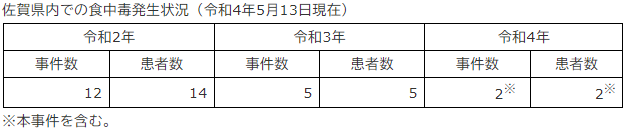 佐賀県内での食中毒発生状況（令和4年5月13日現在）
令和2年 令和3年 令和4年
事件数 患者数 事件数 患者数 事件数 患者数
12 14 5 5 2※ 2※
※本事件を含む。